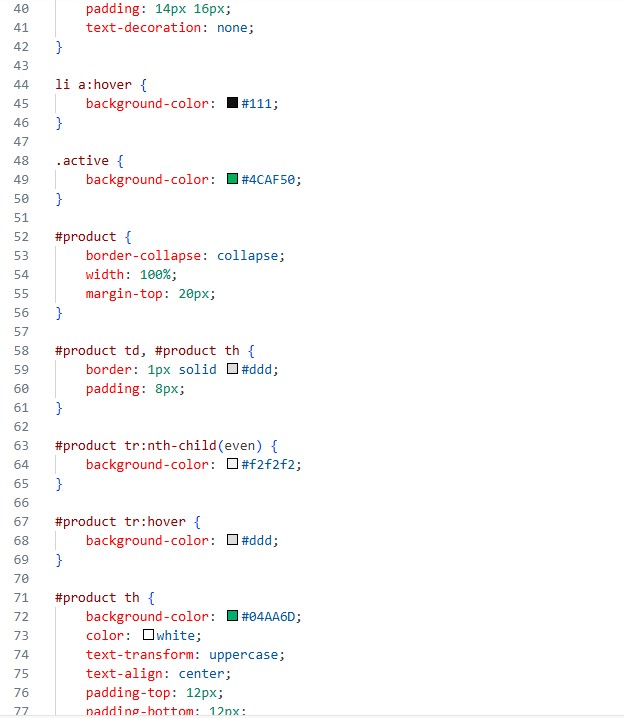 40 padding: 14px 16px;
41 text-decoration: none;
42 }
43
44 li a:hover {
45 background-color: #111;
46 }
47
48 .active {
49 background-color: #4CAF50;
50 }
51
52 #product {
53 border-collapse: collapse;
54 width: 100%;
55 margin-top: 20px;
56 }
57
58 #product td, #product th {
59 border: 1px solid #ddd;
60 padding: 8px;
61 }
62
63 #product tr:nth-child(even) {
64 background-color: #f2f2f2;
65 }
66
67 #product tr:hover {
68 background-color: #ddd;
69 }
70
71 #product th {
72 background-color: #04AA6D;
73 color: white;
74 text-transform: uppercase;
75 text-align: center;
76 padding-top: 12px;
77 padding-bottom: 12px;